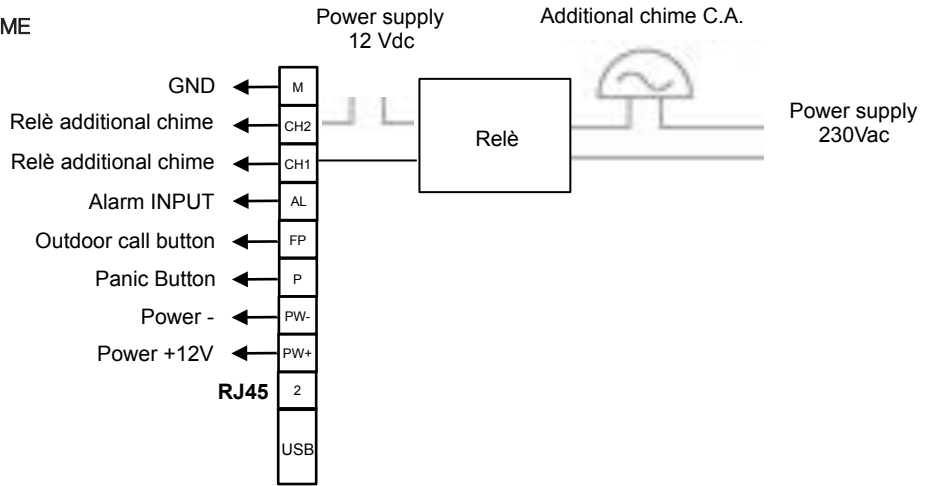 ME
Power supply
12 Vdc
Additional chime C.A.
GND
M
Relè additional chime
CH2
Relè additional chime
CH1
Alarm INPUT
AL
Outdoor call button
FP
Panic Button
P
Power -
PW-
Power +12V
PW+
RJ45
2
USB
Relè
Power supply
230Vac